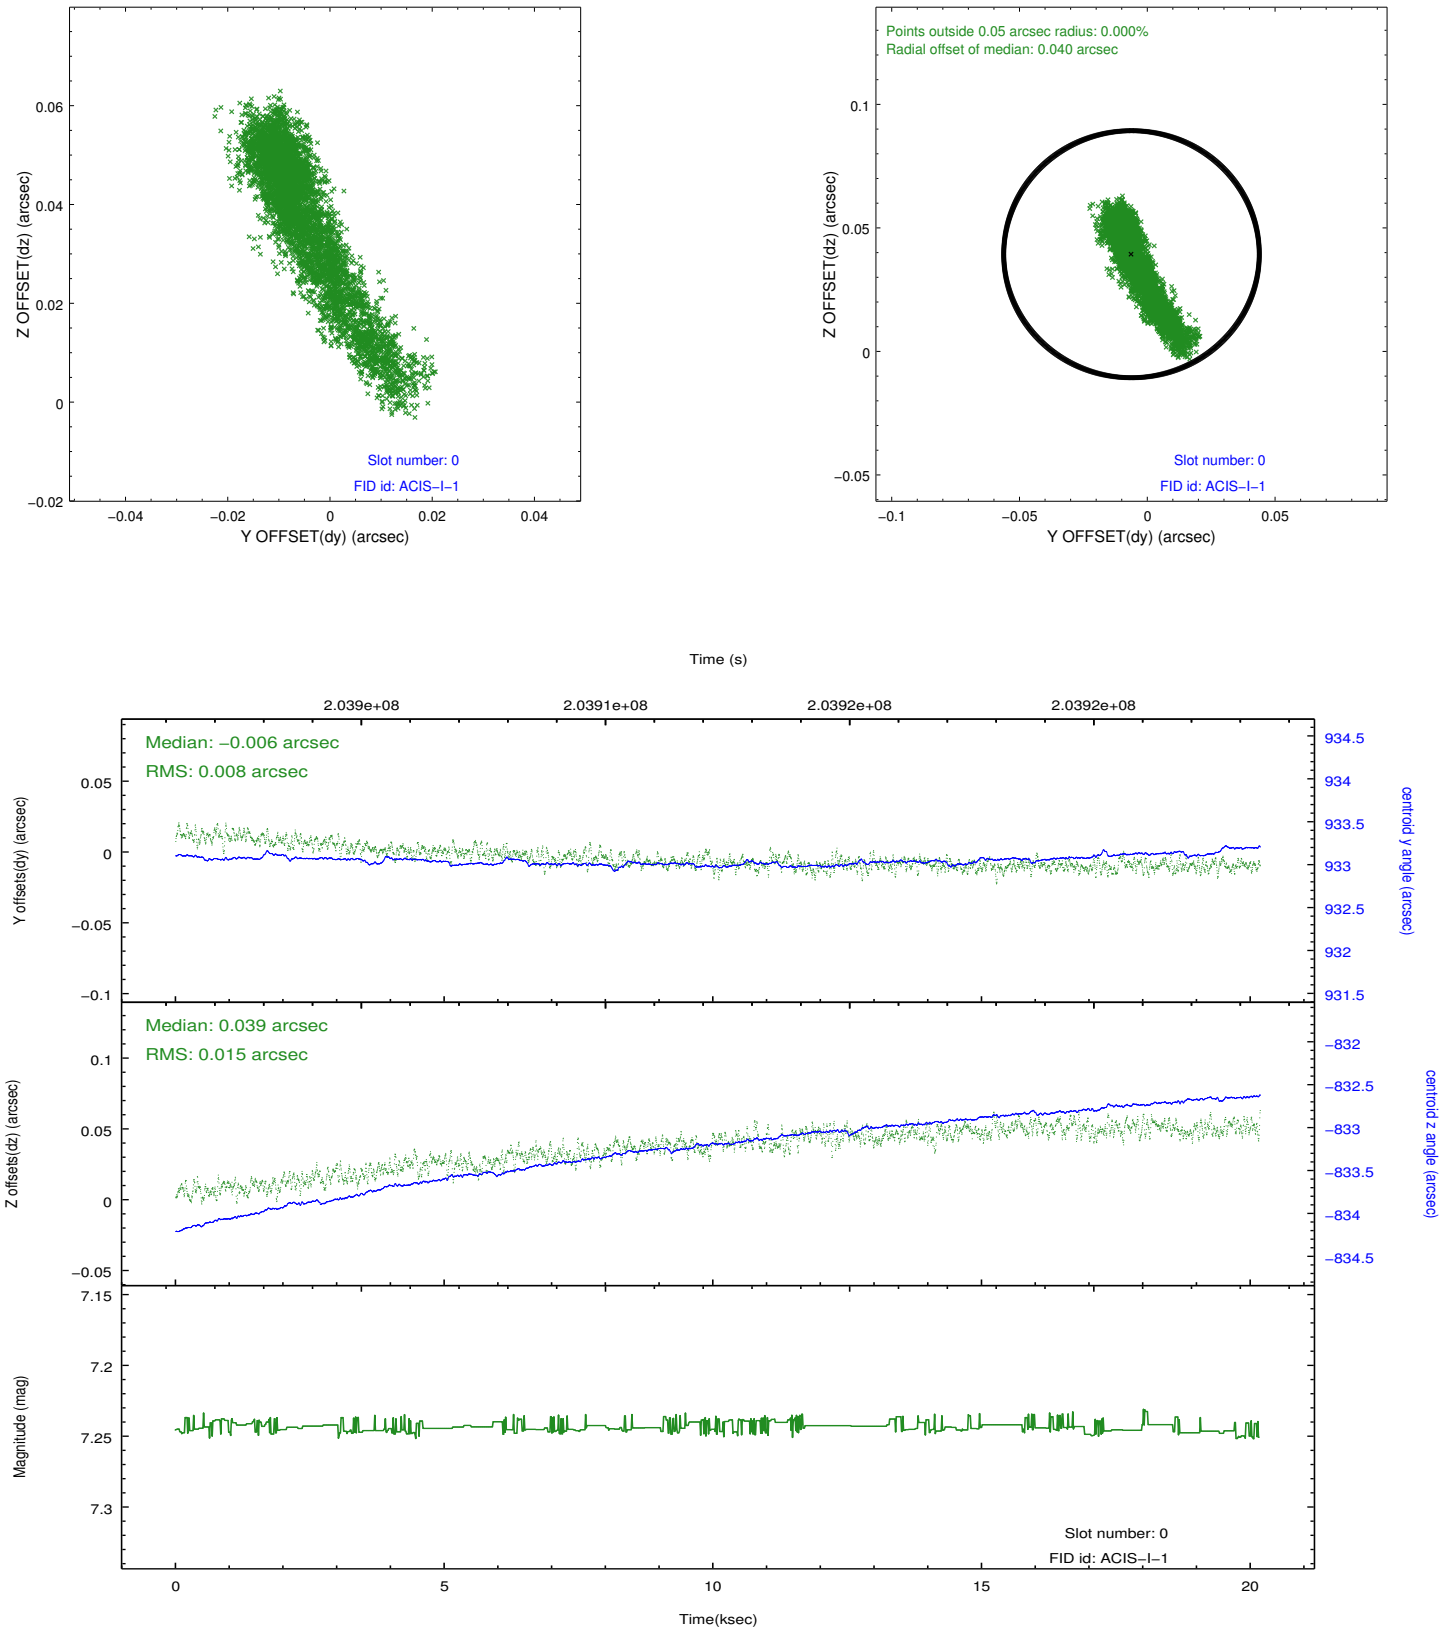 0.06
0.04
0.02
0
−0.02
Z OFFSET(dz) (arcsec)
Slot number: 0
FID id: ACIS−I−1
−0.04
−0.02
0
0.02
0.04
Y OFFSET(dy) (arcsec)
Points outside 0.05 arcsec radius: 0.000%
Radial offset of median: 0.040 arcsec
0.1
0.05
0
−0.05
Z OFFSET(dz) (arcsec)
Slot number: 0
FID id: ACIS−I−1
−0.1
−0.05
0
0.05
Y OFFSET(dy) (arcsec)
Time (s)
2.039e+08
2.0391e+08
2.0392e+08
2.0392e+08
Median: −0.006 arcsec
RMS: 0.008 arcsec
0.05
0
−0.05
−0.1
Y offsets(dy) (arcsec)
934.5
934
933.5
933
932.5
932
931.5
centroid y angle (arcsec)
Median: 0.039 arcsec
RMS: 0.015 arcsec
0.1
0.05
0
−0.05
Z offsets(dz) (arcsec)
−832
−832.5
−833
−833.5
−834
−834.5
centroid z angle (arcsec)
7.15
7.2
7.25
7.3
Magnitude (mag)
Slot number: 0
FID id: ACIS−I−1
0
5
10
15
20
Time(ksec)